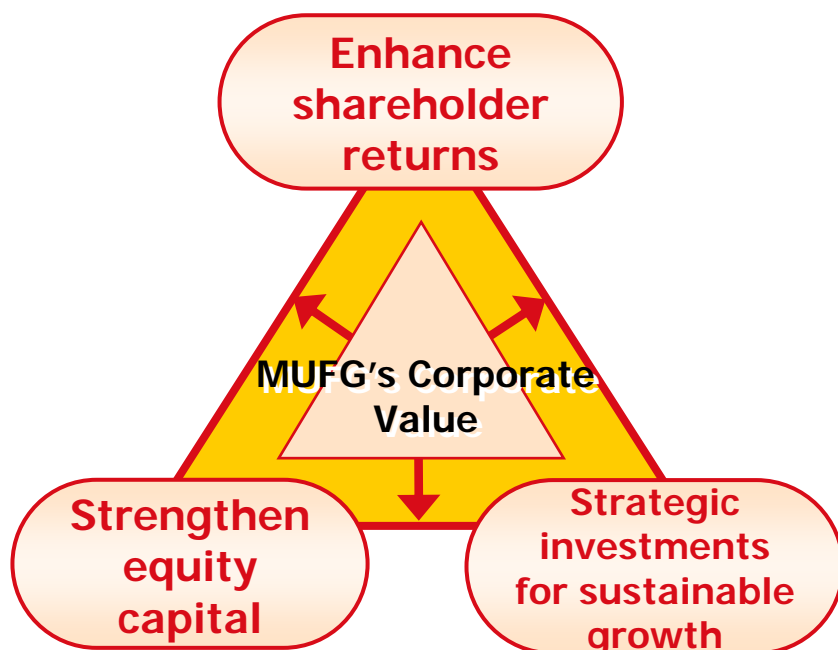 Enhance
shareholder
returns
MUFG's Corporate
Value
Strengthen
equity
capital
Strategic
investments
for sustainable
growth